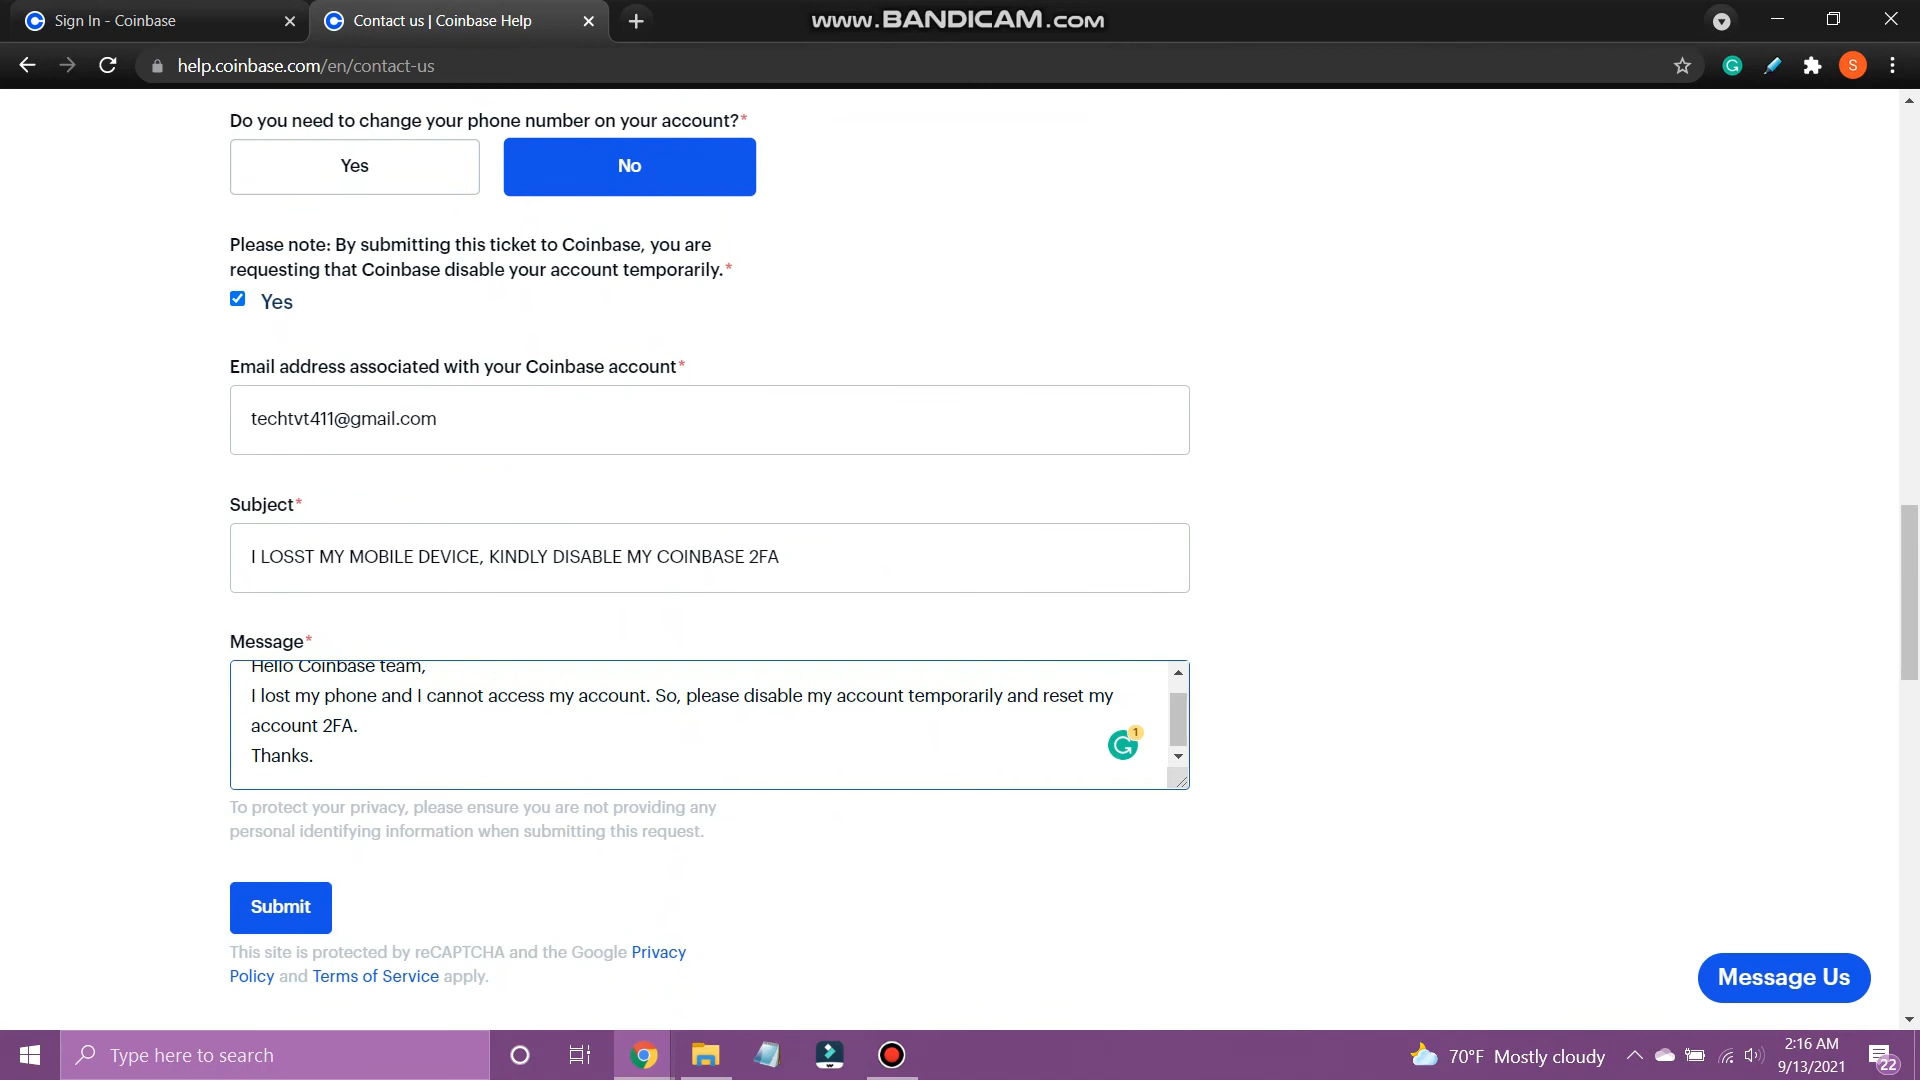 Sign In - Coinbase
Contact us | Coinbase Help
www.BANDICAM.com
help.coinbase.com/en/contact-us
S
Do you need to change your phone number on your account?*
Yes
No
Please note: By submitting this ticket to Coinbase, you are
requesting that Coinbase disable your account temporarily.*
Yes
Email address associated with your Coinbase account*
techtvt411@gmail.com
Subject*
I LOSST MY MOBILE DEVICE, KINDLY DISABLE MY COINBASE 2FA
Message*
Hello Coinbase team,
I lost my phone and I cannot access my account. So, please disable my account temporarily and reset my
account 2FA.
Thanks.
1
To protect your privacy, please ensure you are not providing any
personal identifying information when submitting this request.
Submit
This site is protected by reCAPTCHA and the Google Privacy
Policy and Terms of Service apply.
Message Us
Type here to search
70°F Mostly cloudy
2:16 AM
9/13/2021
22